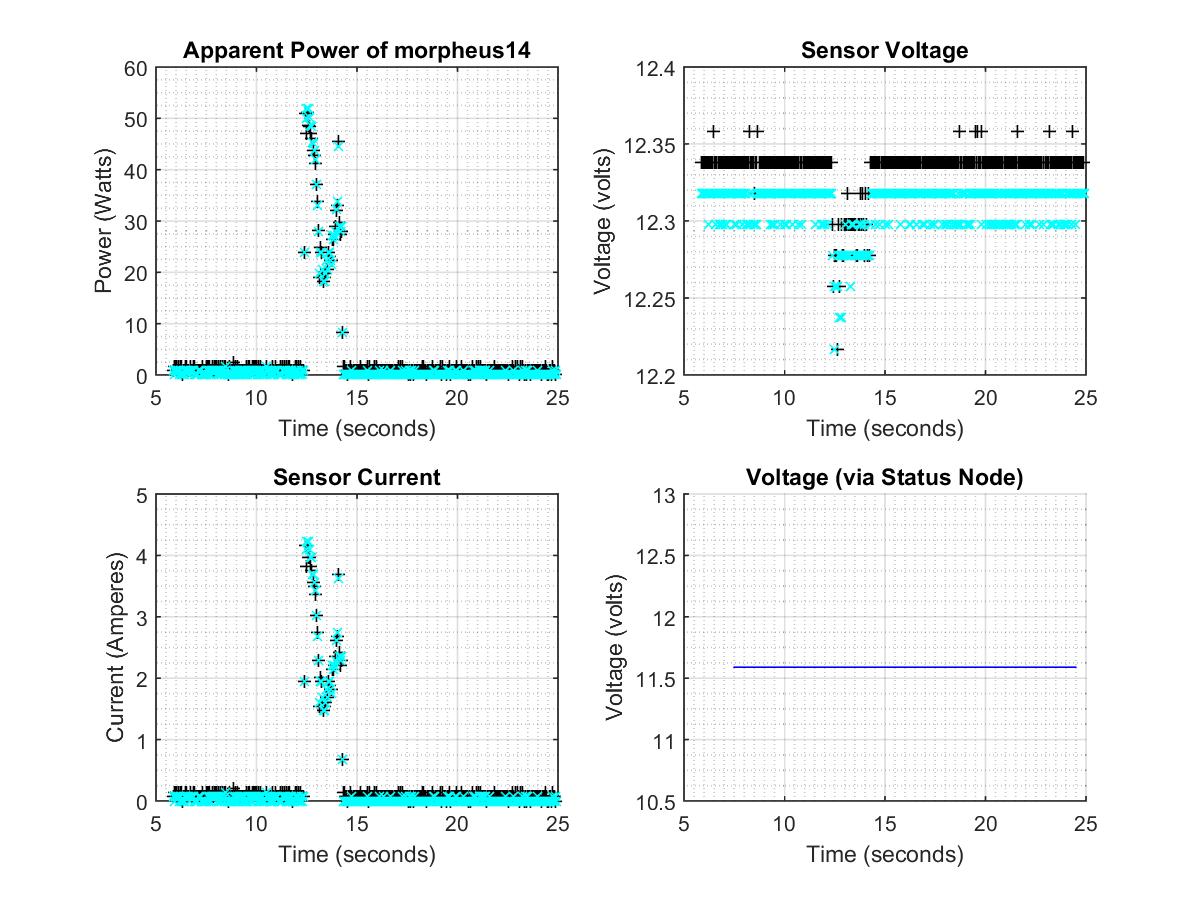 Apparent Power of morpheus14
Power (Watts)
60
50
40
30
20
10
0
5 10 15 20 25
Time (seconds)
Sensor Voltage
Voltage (volts)
12.4
12.35
12.3
12.25
12.2
5 10 15 20 25
Time (seconds)
Sensor Current
Current (Amperes)
5
4
3
2
1
0
5 10 15 20 25
Time (seconds)
Voltage (via Status Node)
Voltage (volts)
13
12.5
12
11.5
11
10.5
5 10 15 20 25
Time (seconds)